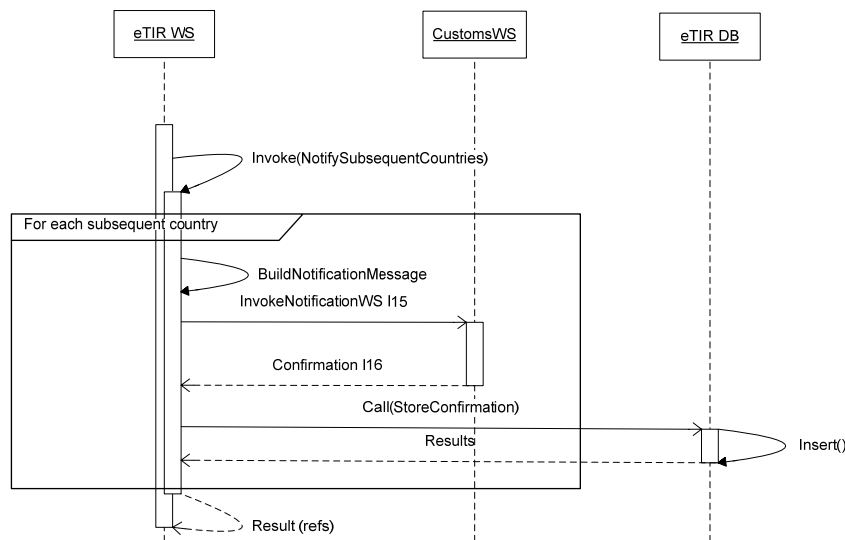 eTIR WS
CustomsWS
eTIR DB
Invoke(NotifySubsequentCountries)
For each subsequent country
BuildNotificationMessage
InvokeNotificationWS I15
Confirmation I16
Call(StoreConfirmation)
Results
Insert()
Result (refs)